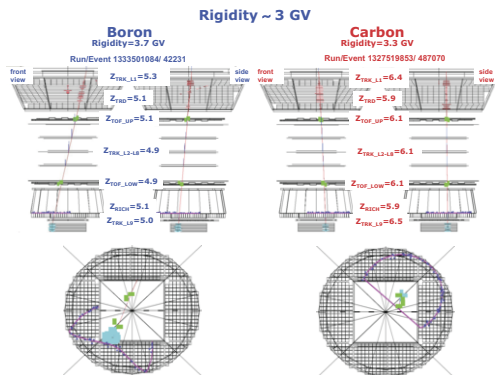 Rigidity ~ 3 GV
Boron
Rigidity=3.7 GV
Run/Event 1333501084/ 42231
front view
side view
Z_TRK_L1=5.3
Z_TRD=5.1
Z_TOF_UP=5.1
Z_TRK_L2-L8=4.9
Z_TOF_LOW=4.9
Z_RICH=5.1
Z_TRK_L9=5.0
Carbon
Rigidity=3.3 GV
Run/Event 1327519853/ 487070
front view
side view
Z_TRK_L1=6.4
Z_TRD=5.9
Z_TOF_UP=6.1
Z_TRK_L2-L8=6.1
Z_TOF_LOW=6.1
Z_RICH=5.9
Z_TRK_L9=6.5